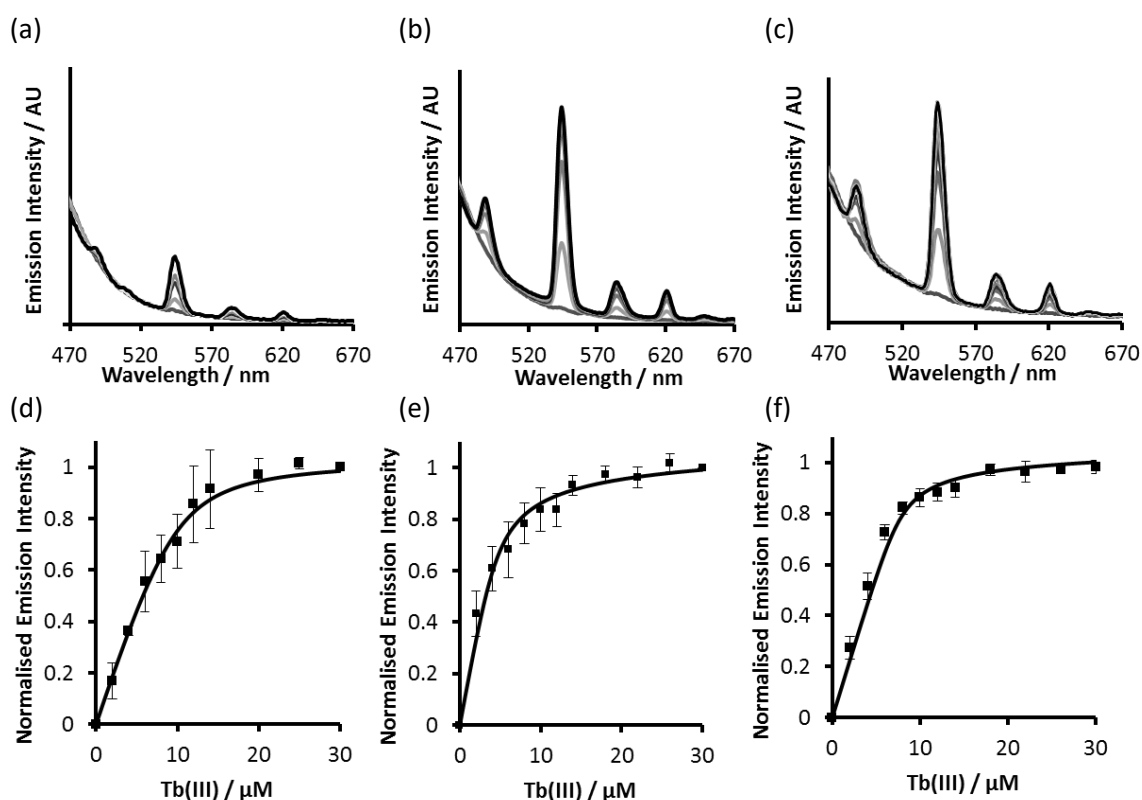 (a)
Emission Intensity / AU
470 520 570 620 670
Wavelength / nm
(b)
Emission Intensity / AU
470 520 570 620 670
Wavelength / nm
(c)
Emission Intensity / AU
470 520 570 620 670
Wavelength / nm
(d)
Normalised Emission Intensity
1
0.8
0.6
0.4
0.2
0
0 10 20 30
Tb(III) / µM
(e)
Normalised Emission Intensity
1
0.8
0.6
0.4
0.2
0
0 10 20 30
Tb(III) / µM
(f)
Normalised Emission Intensity
1
0.8
0.6
0.4
0.2
0
0 10 20 30
Tb(III) / µM